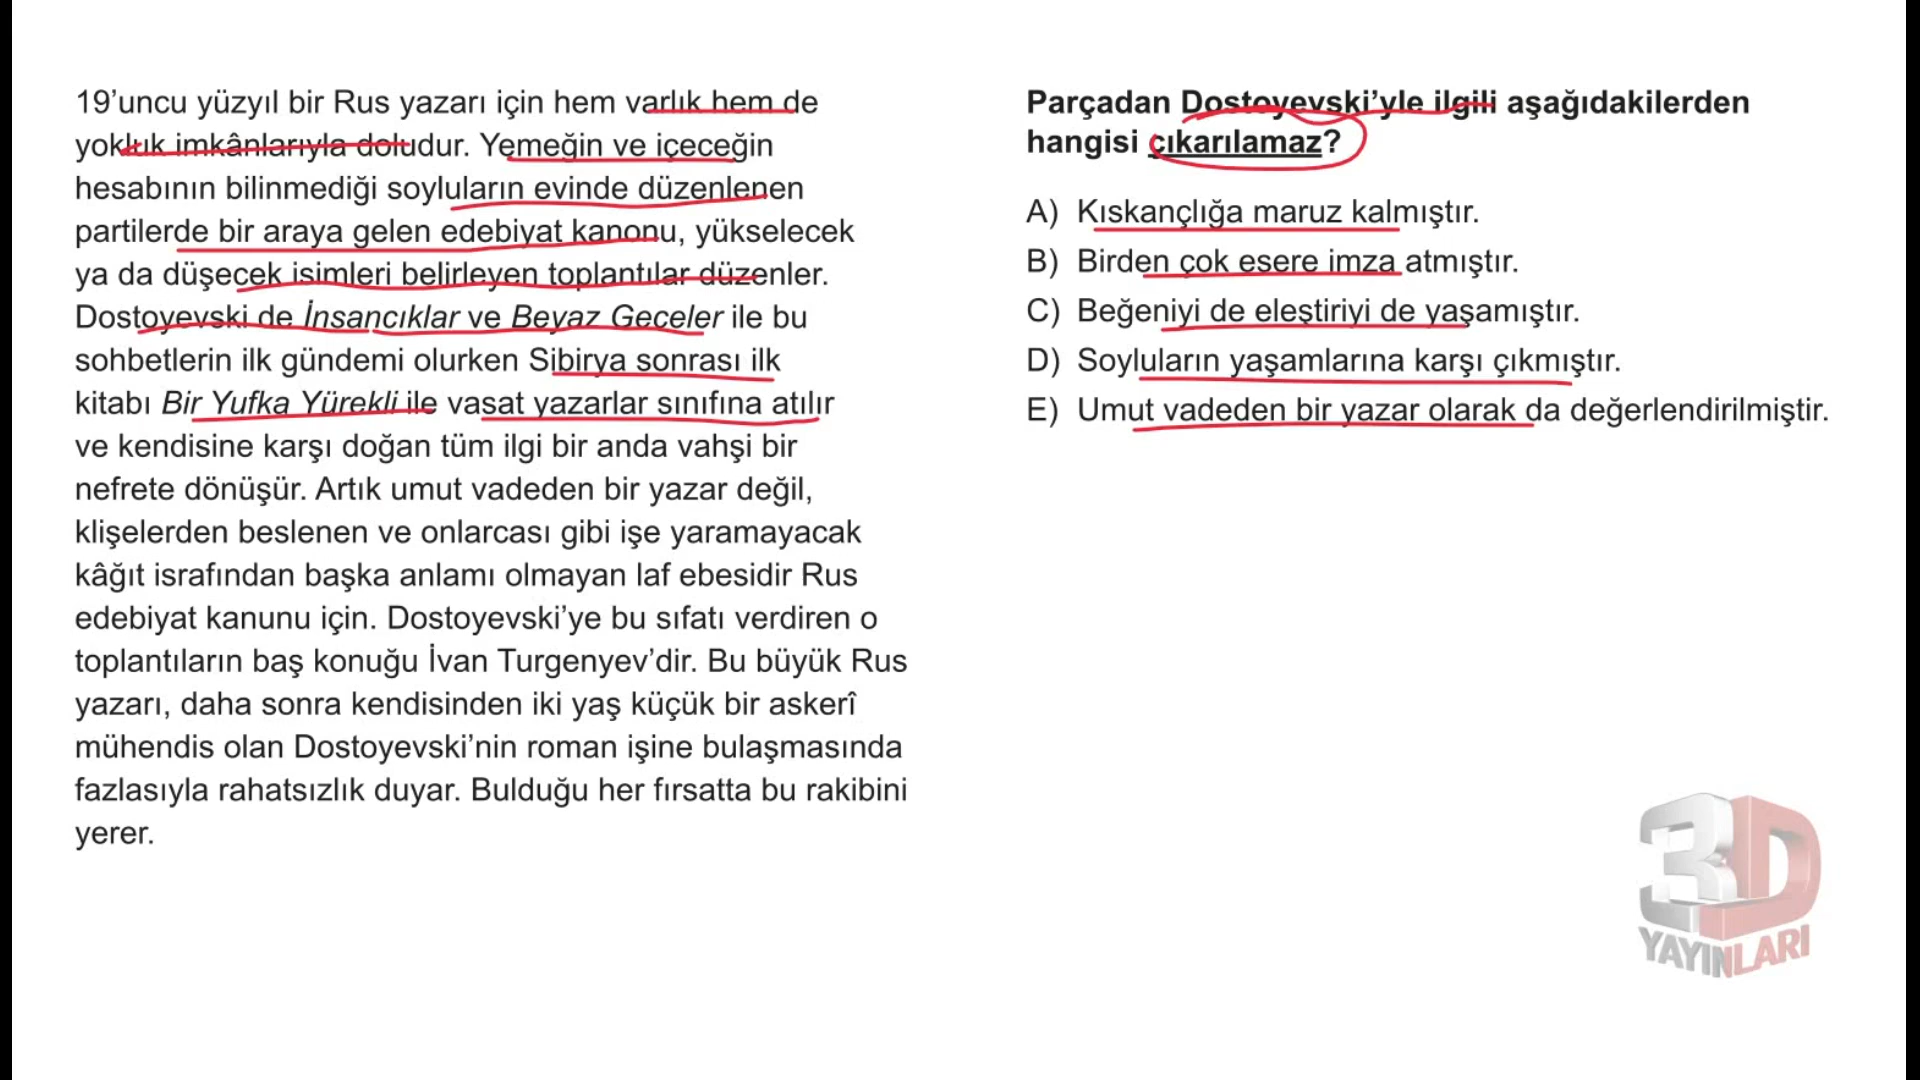 19’uncu yüzyıl bir Rus yazarı için hem varlık hem de
yokluk imkânlarıyla doludur. Yemeğin ve içeceğin
hesabının bilinmediği soyluların evinde düzenlenen
partilerde bir araya gelen edebiyat kanonu, yükselecek
ya da düşecek isimleri belirleyen toplantılar düzenler.
Dostoyevski de İnsancıklar ve Beyaz Geceler ile bu
sohbetlerin ilk gündemi olurken Sibirya sonrası ilk
kitabı Bir Yufka Yürekli ile vasat yazarlar sınıfına atılır
ve kendisine karşı doğan tüm ilgi bir anda vahşi bir
nefrete dönüşür. Artık umut vadeden bir yazar değil,
klişelerden beslenen ve onlarcası gibi işe yaramayacak
kâğıt israfından başka anlamı olmayan laf ebesidir Rus
edebiyat kanunu için. Dostoyevski’ye bu sıfatı verdiren o
toplantıların baş konuğu İvan Turgenyev’dir. Bu büyük Rus
yazarı, daha sonra kendisinden iki yaş küçük bir askerî
mühendis olan Dostoyevski’nin roman işine bulaşmasında
fazlasıyla rahatsızlık duyar. Bulduğu her fırsatta bu rakibini
yerer.
Parçadan Dostoyevski’yle ilgili aşağıdakilerden
hangisi çıkarılamaz?
A) Kıskançlığa maruz kalmıştır.
B) Birden çok esere imza atmıştır.
C) Beğeniyi de eleştiriyi de yaşamıştır.
D) Soyluların yaşamlarına karşı çıkmıştır.
E) Umut vadeden bir yazar olarak da değerlendirilmiştir.
3D
YAYINLARI